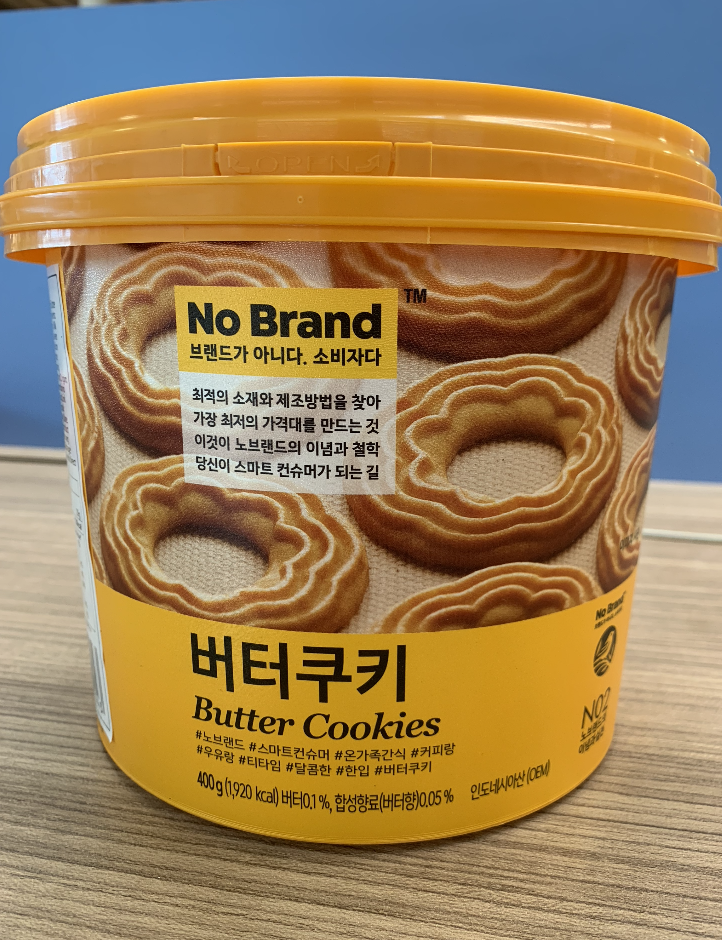 OPEN
No Brand TM
브랜드가 아니다. 소비자다
최적의 소재와 제조방법을 찾아
가장 최저의 가격대를 만드는 것
이것이 노브랜드의 이념과 철학
당신이 스마트 컨슈머가 되는 길
버터쿠키
Butter Cookies
#노브랜드 #스마트컨슈머 #온가족간식 #커피랑
#우유랑 #티타임 #달콤한 #한입 #버터쿠키
400g (1,920 kcal) 버터0.1%, 합성향료(버터향)0.05%
인도네시아산 (OEM)
No Brand
N02